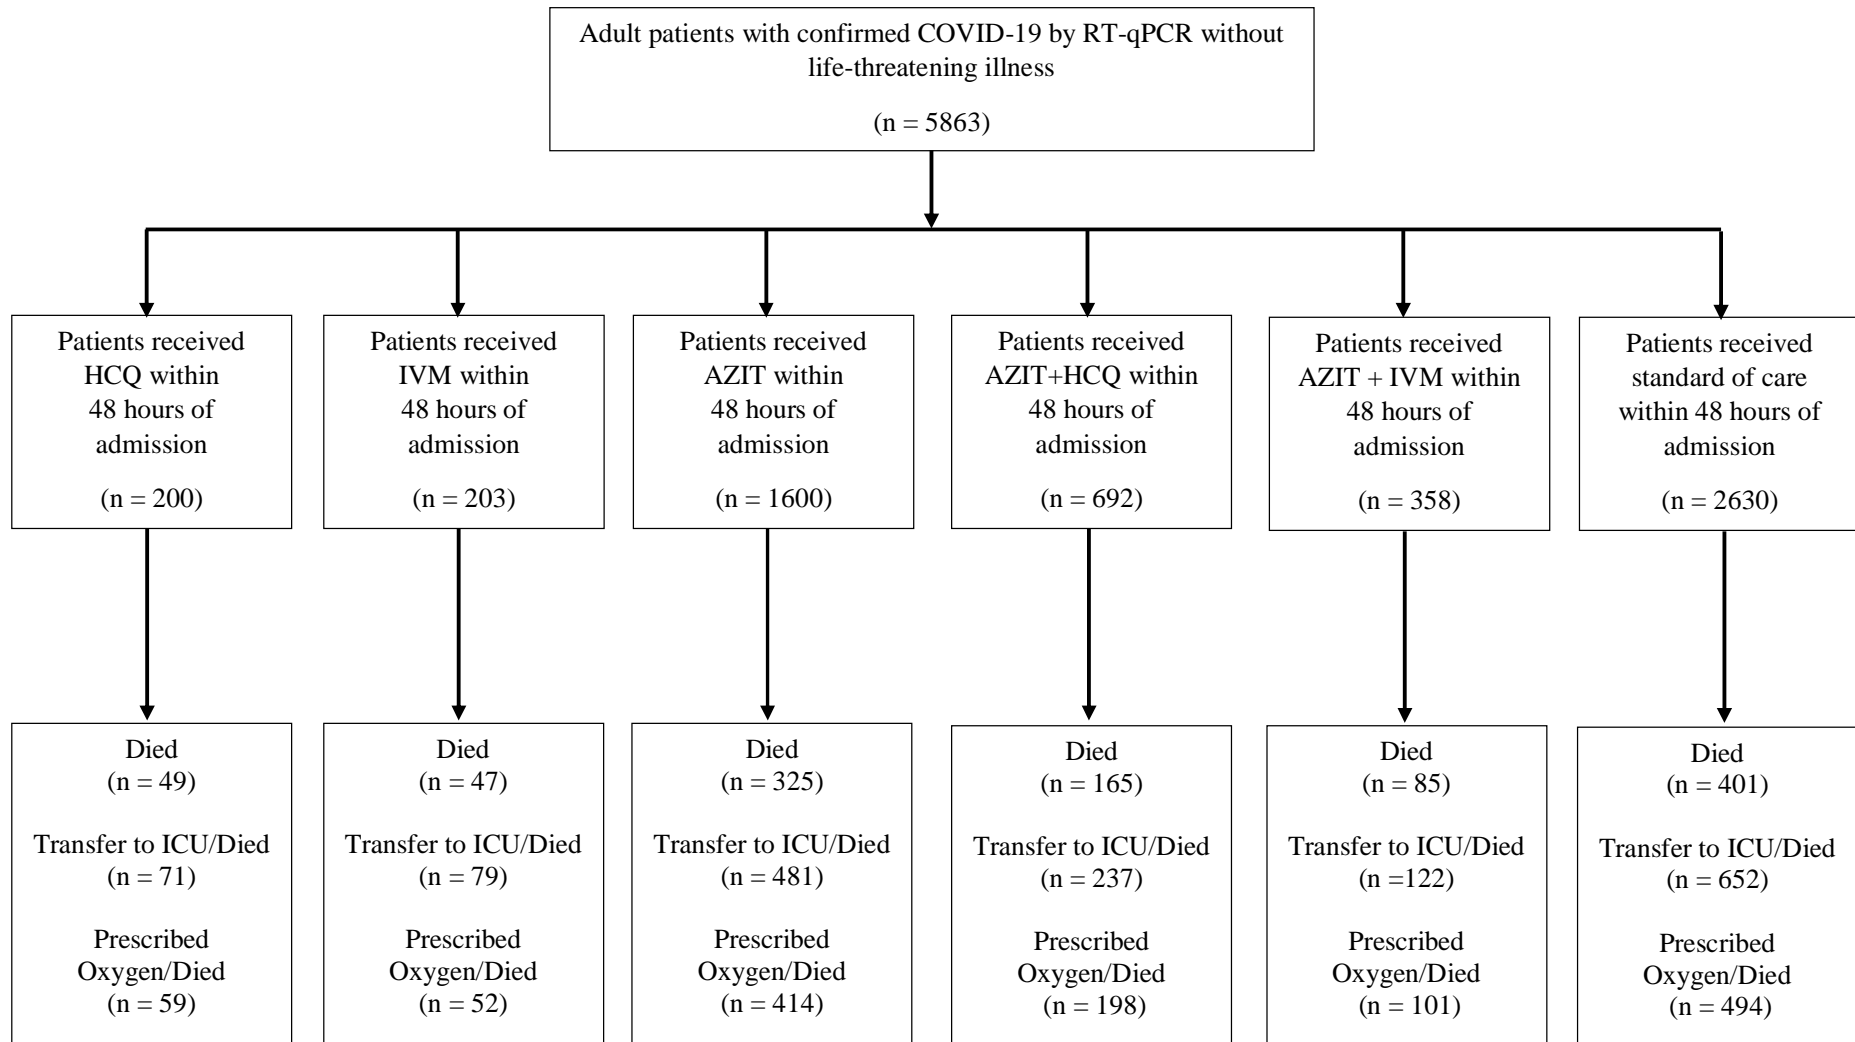 Adult patients with confirmed COVID-19 by RT-qPCR without
life-threatening illness
(n = 5863)
Patients received
HCQ within
48 hours of
admission
(n = 200)
Patients received
IVM within
48 hours of
admission
(n = 203)
Patients received
AZIT within
48 hours of
admission
(n = 1600)
Patients received
AZIT+HCQ within
48 hours of
admission
(n = 692)
Patients received
AZIT + IVM within
48 hours of
admission
(n = 358)
Patients received
standard of care
within 48 hours of
admission
(n = 2630)
Died
(n = 49)
Transfer to ICU/Died
(n = 71)
Prescribed
Oxygen/Died
(n = 59)
Died
(n = 47)
Transfer to ICU/Died
(n = 79)
Prescribed
Oxygen/Died
(n = 52)
Died
(n = 325)
Transfer to ICU/Died
(n = 481)
Prescribed
Oxygen/Died
(n = 414)
Died
(n = 165)
Transfer to ICU/Died
(n = 237)
Prescribed
Oxygen/Died
(n = 198)
Died
(n = 85)
Transfer to ICU/Died
(n =122)
Prescribed
Oxygen/Died
(n = 101)
Died
(n = 401)
Transfer to ICU/Died
(n = 652)
Prescribed
Oxygen/Died
(n = 494)